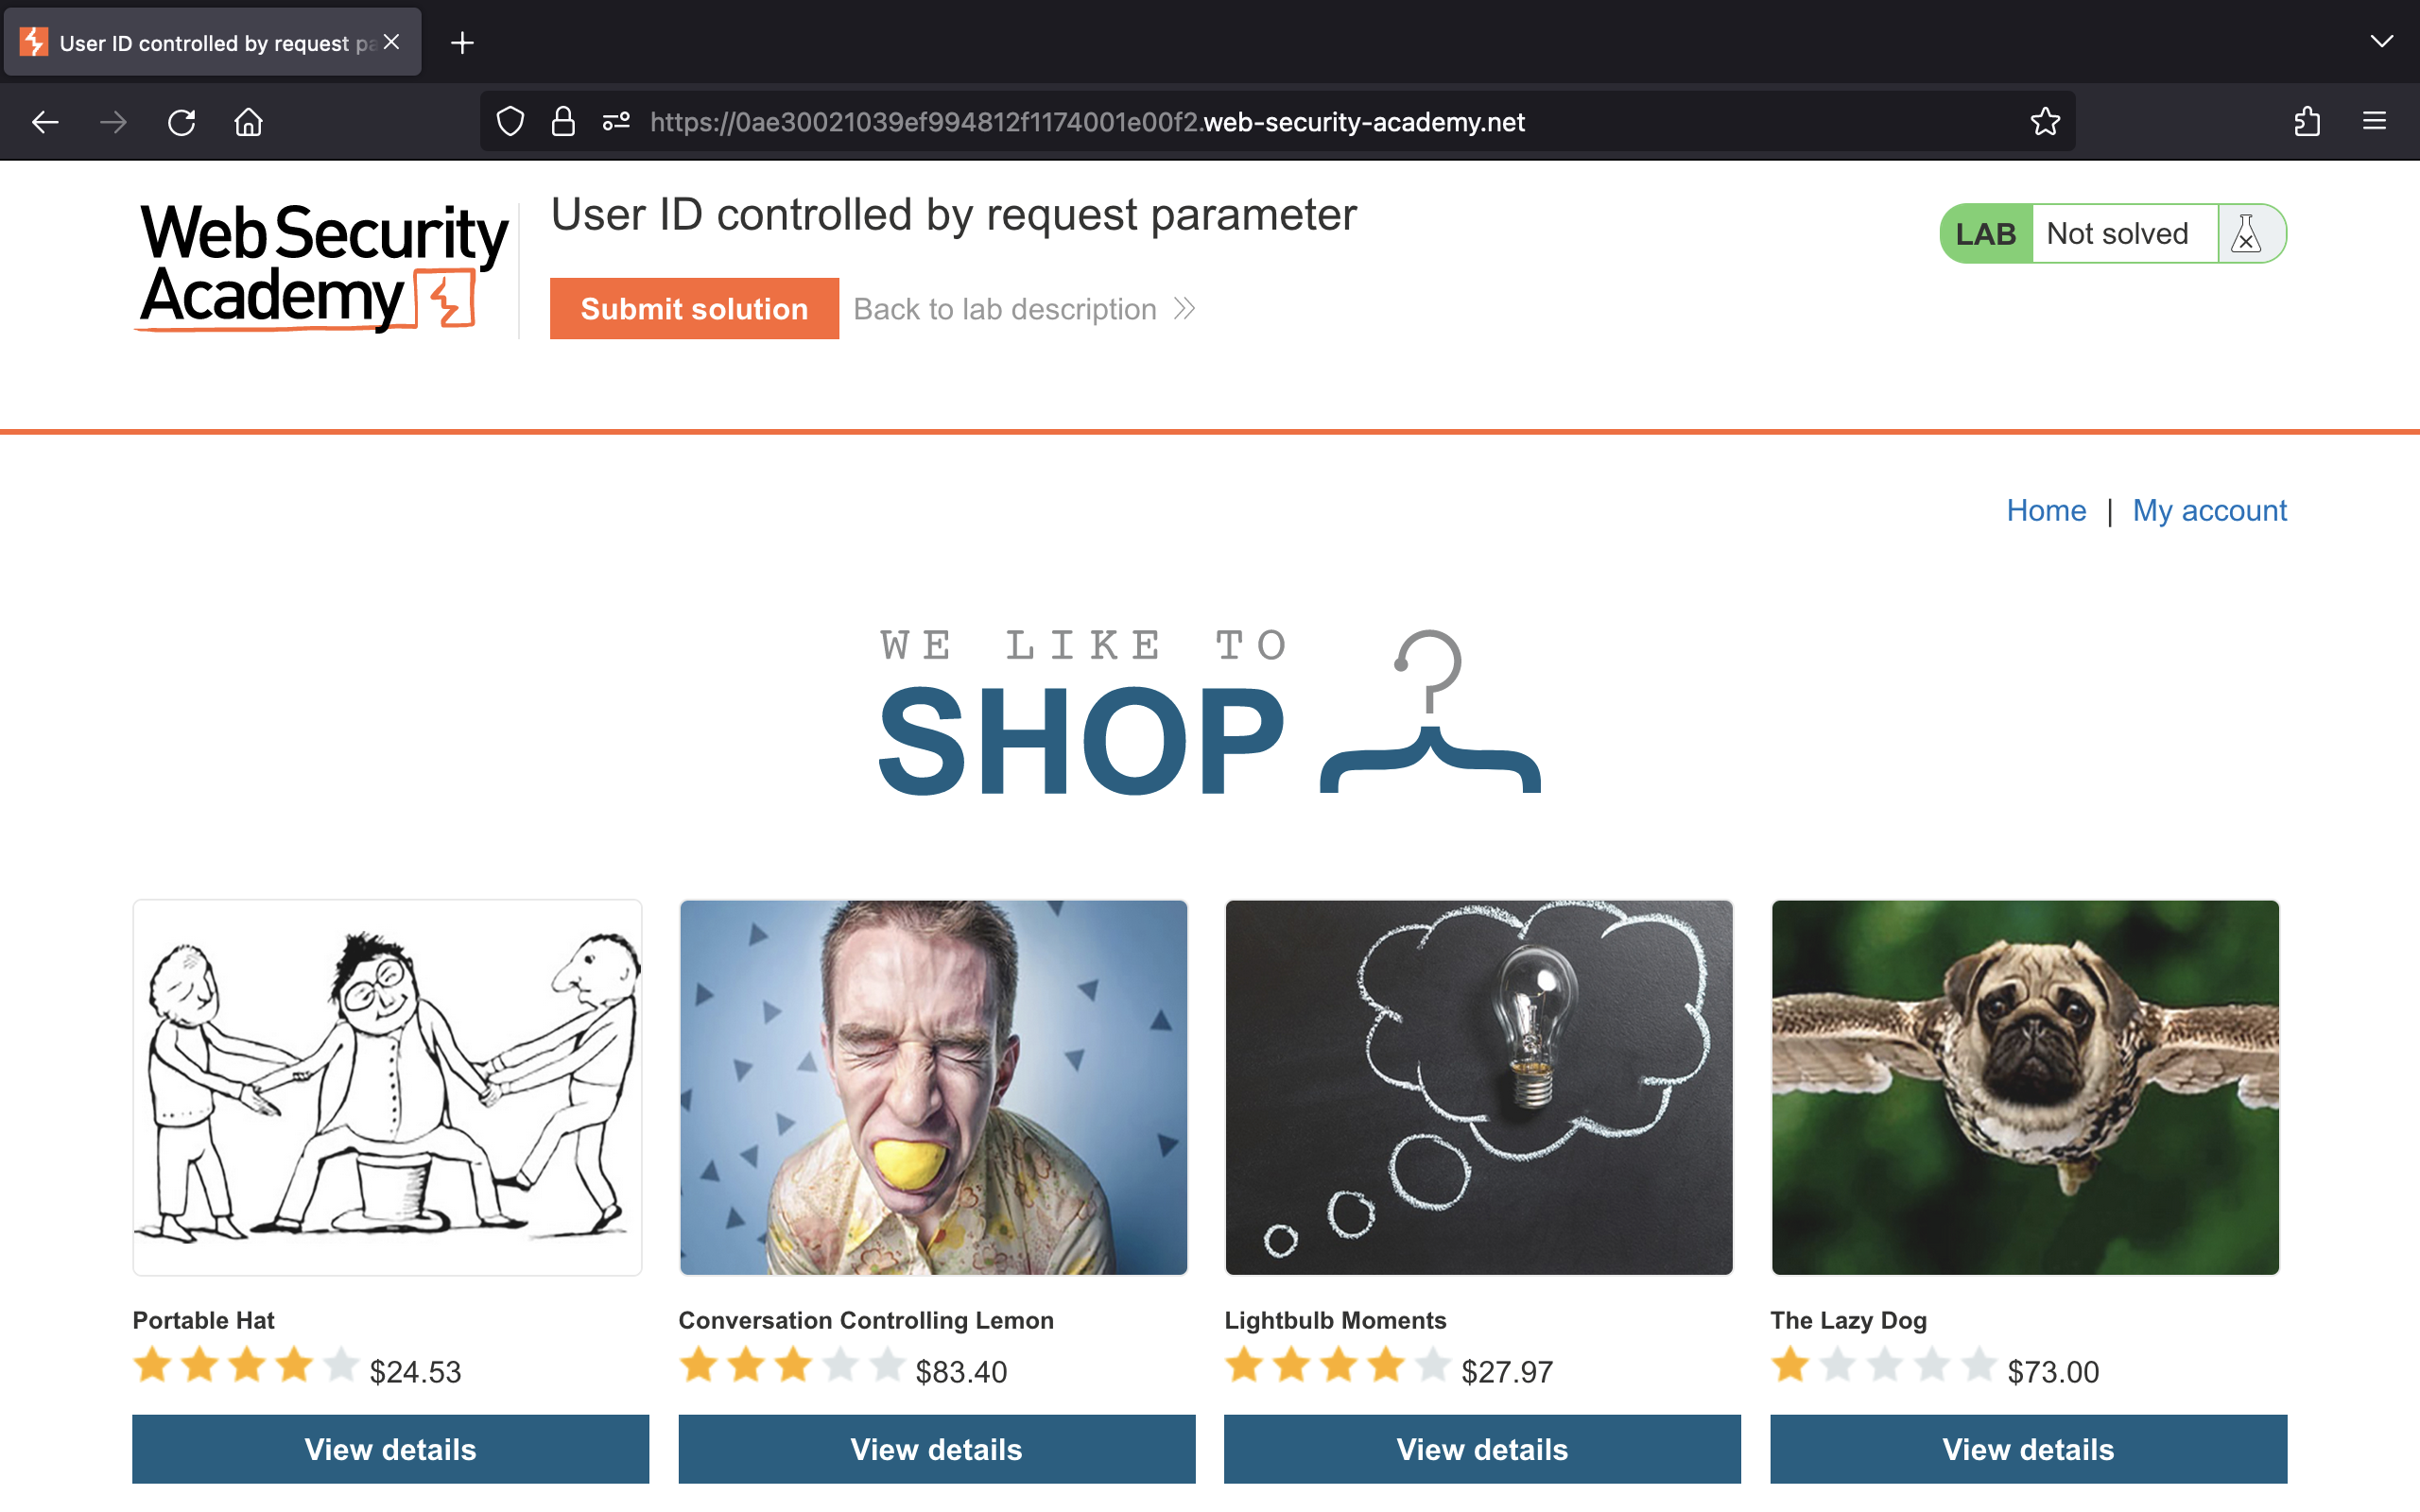 User ID controlled by request pa
https://0ae30021039ef994812f1174001e00f2.web-security-academy.net
Web Security
Academy
User ID controlled by request parameter
Submit solution
Back to lab description
LAB
Not solved
Home | My account
WE LIKE TO
SHOP
Portable Hat
$24.53
View details
Conversation Controlling Lemon
$83.40
View details
Lightbulb Moments
$27.97
View details
The Lazy Dog
$73.00
View details